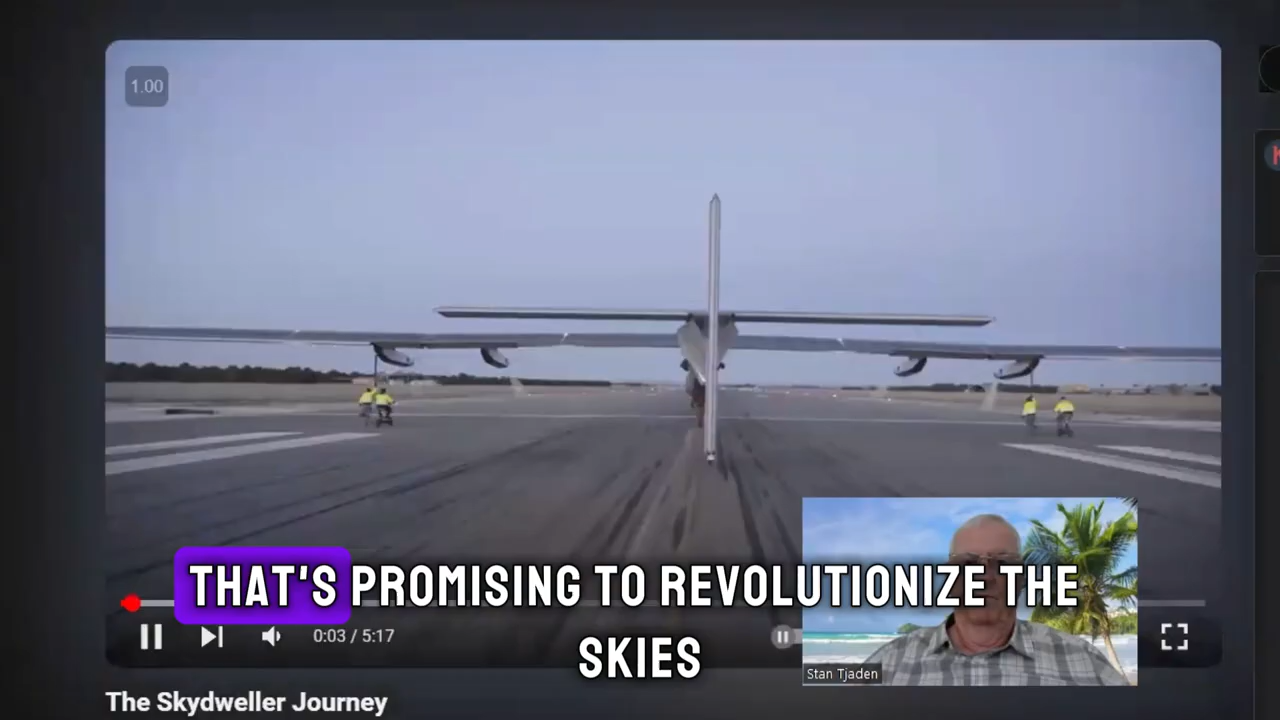 1.00
THAT'S PROMISING TO REVOLUTIONIZE THE
SKIES
0:03 / 5:17
Stan Tjaden
The Skydweller Journey